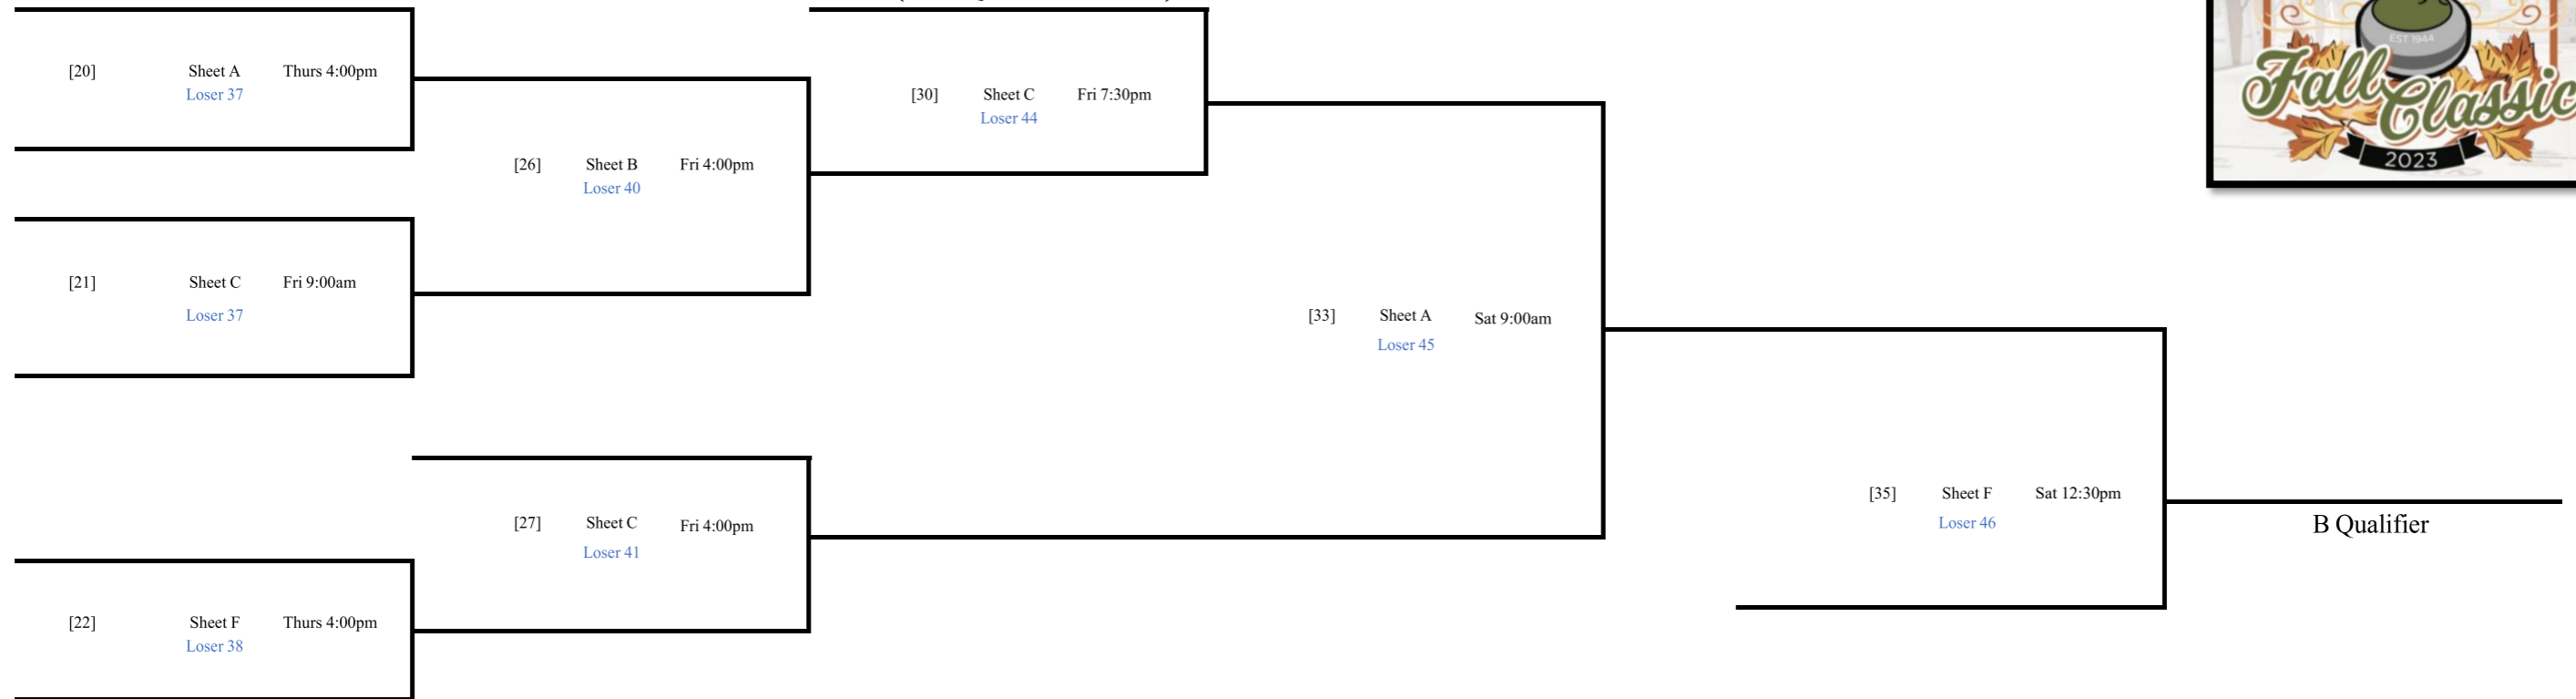 [20] Sheet A Thurs 4:00pm
Loser 37
[30] Sheet C Fri 7:30pm
Loser 44
EST 1944
Fall Classic
2023
[26] Sheet B Fri 4:00pm
Loser 40
[21] Sheet C Fri 9:00am
Loser 37
[33] Sheet A Sat 9:00am
Loser 45
[27] Sheet C Fri 4:00pm
Loser 41
[35] Sheet F Sat 12:30pm
Loser 46
B Qualifier
[22] Sheet F Thurs 4:00pm
Loser 38